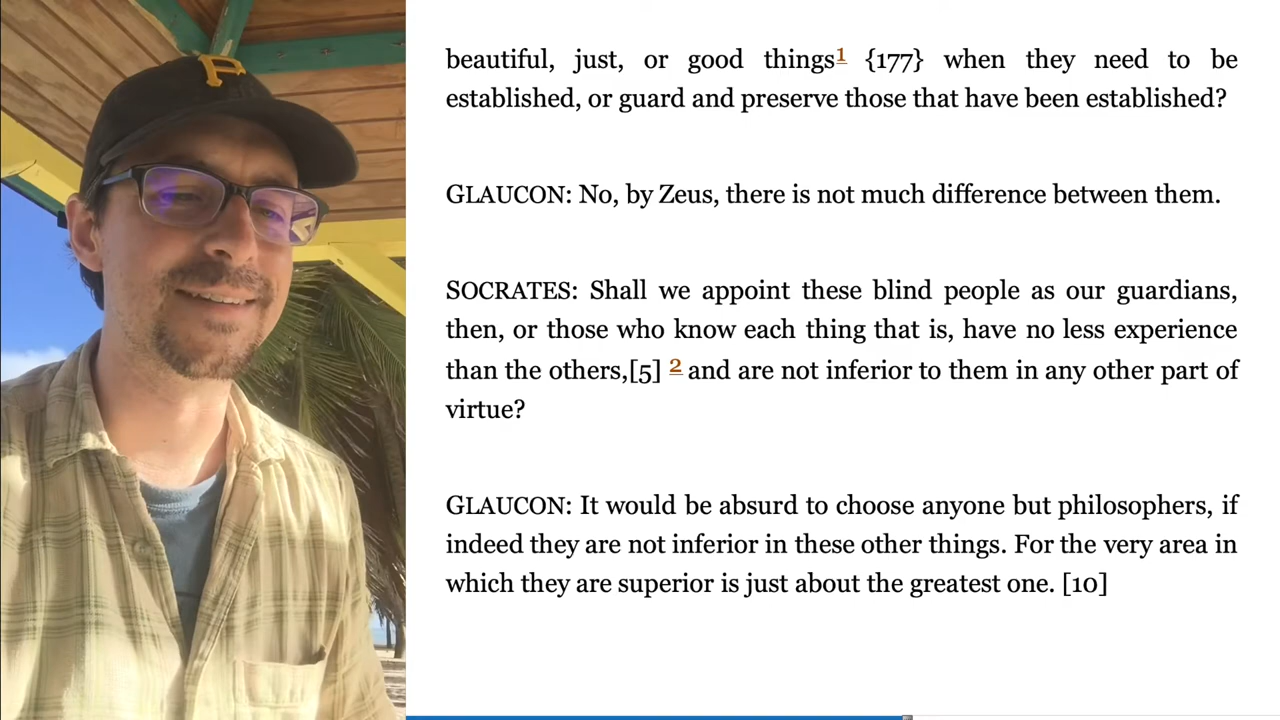 P
beautiful, just, or good things1 {177} when they need to be
established, or guard and preserve those that have been established?
GLAUCON: No, by Zeus, there is not much difference between them.
SOCRATES: Shall we appoint these blind people as our guardians,
then, or those who know each thing that is, have no less experience
than the others,[5] 2 and are not inferior to them in any other part of
virtue?
GLAUCON: It would be absurd to choose anyone but philosophers, if
indeed they are not inferior in these other things. For the very area in
which they are superior is just about the greatest one. [10]